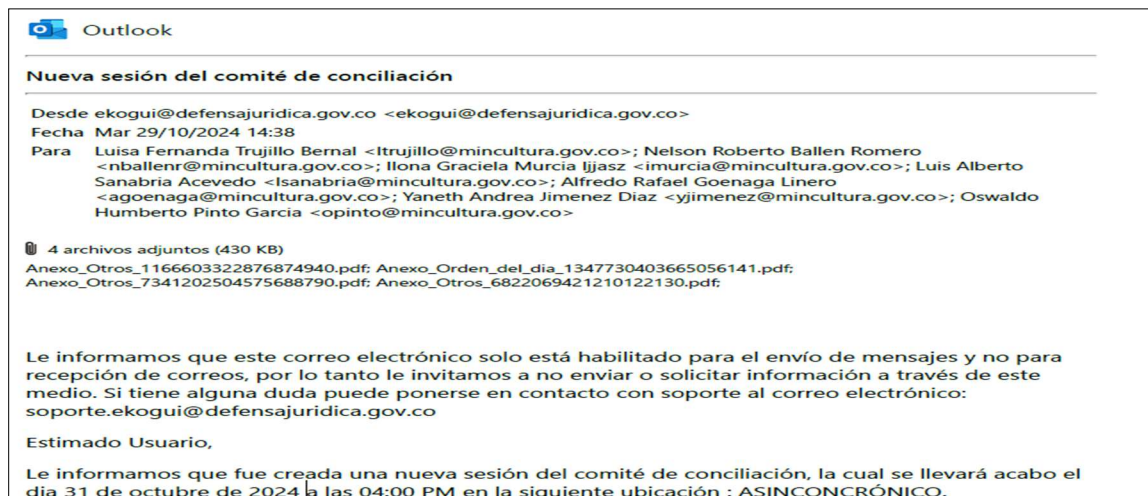 Outlook
Nueva sesión del comité de conciliación
Desde ekogui@defensajuridica.gov.co <ekogui@defensajuridica.gov.co>
Fecha Mar 29/10/2024 14:38
Para Luisa Fernanda Trujillo Bernal <ltrujillo@mincultura.gov.co>; Nelson Roberto Ballen Romero
<nballenr@mincultura.gov.co>; Ilona Graciela Murcia Ijjasz <imurcia@mincultura.gov.co>; Luis Alberto
Sanabria Acevedo <lsanabria@mincultura.gov.co>; Alfredo Rafael Goenaga Linero
<agoenaga@mincultura.gov.co>; Yaneth Andrea Jimenez Diaz <yjimenez@mincultura.gov.co>; Oswaldo
Humberto Pinto Garcia <opinto@mincultura.gov.co>
4 archivos adjuntos (430 KB)
Anexo_Otros_1166603322876874940.pdf; Anexo_Orden_del_dia_1347730403665056141.pdf;
Anexo_Otros_7341202504575688790.pdf; Anexo_Otros_6822069421210122130.pdf;
Le informamos que este correo electrónico solo está habilitado para el envío de mensajes y no para
recepción de correos, por lo tanto le invitamos a no enviar o solicitar información a través de este
medio. Si tiene alguna duda puede ponerse en contacto con soporte al correo electrónico:
soporte.ekogui@defensajuridica.gov.co
Estimado Usuario,
Le informamos que fue creada una nueva sesión del comité de conciliación, la cual se llevará acabo el
dia 31 de octubre de 2024 a las 04:00 PM en la siguiente ubicación : ASINCONCRÓNICO.